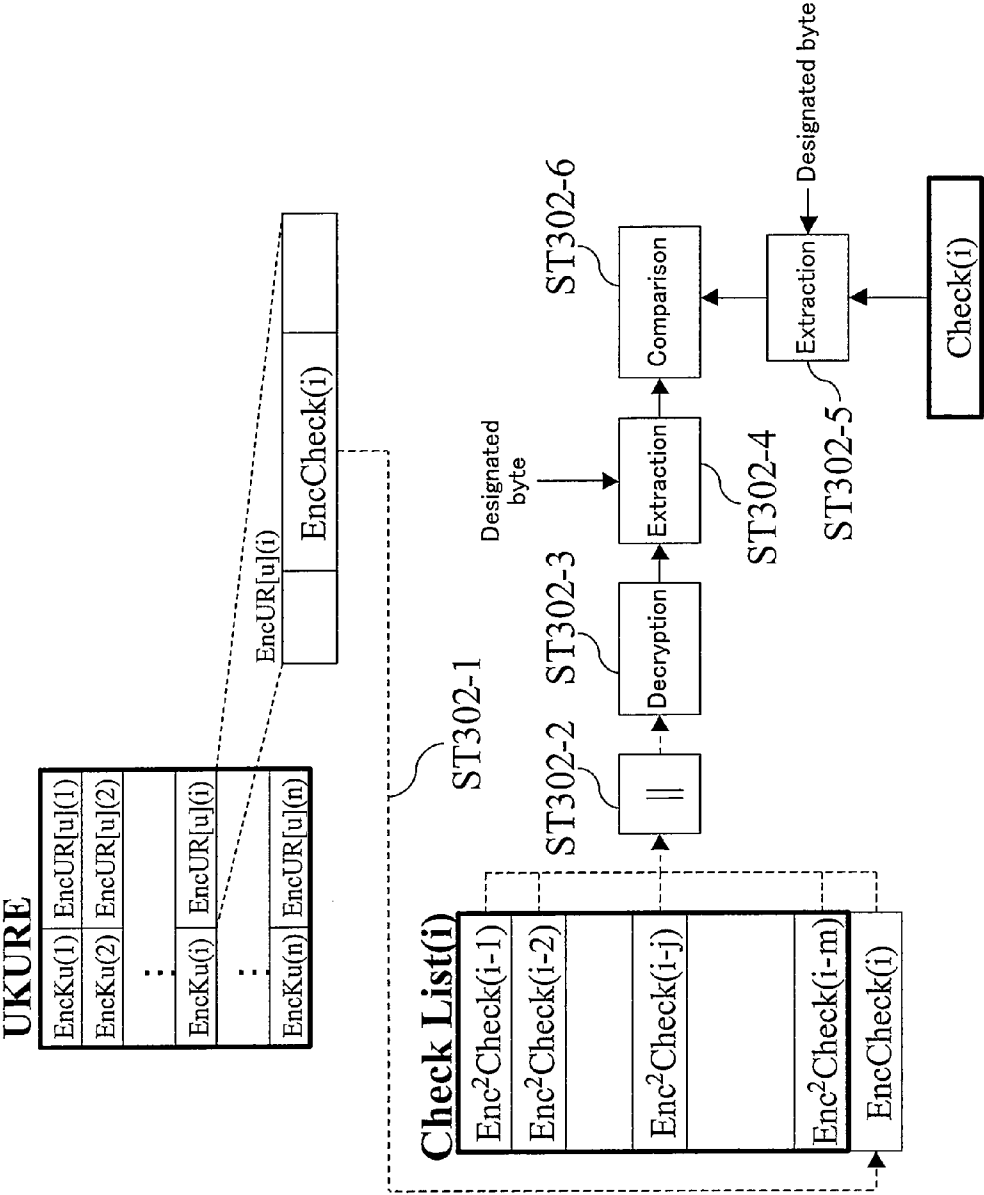 UKURE
EncKu(1) EncUR[u](1)
EncKu(2) EncUR[u](2)
⋮
EncKu(i) EncUR[u](i)
⋮
EncKu(n) EncUR[u](n)
EncUR[u](i)
EncCheck(i)
ST302-1
Check List(i)
Enc²Check(i-1)
Enc²Check(i-2)
Enc²Check(i-j)
Enc²Check(i-m)
EncCheck(i)
ST302-2
||
ST302-3
Decryption
Designated
byte
Extraction
ST302-4
ST302-6
Comparison
Extraction
Designated byte
ST302-5
Check(i)